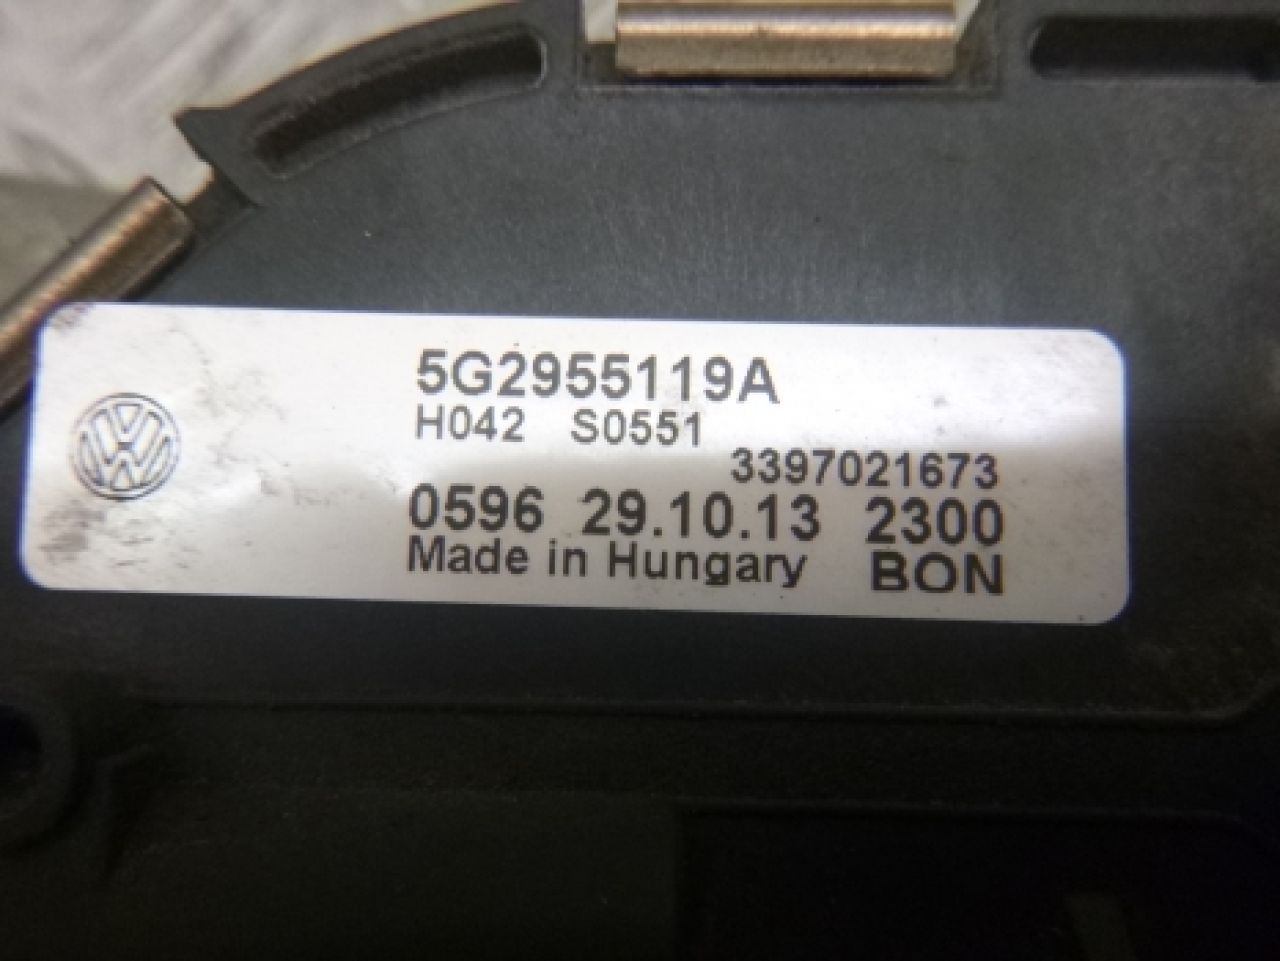 5G2955119A
H042 S0551
3397021673
0596 29.10.13 2300
Made in Hungary BON